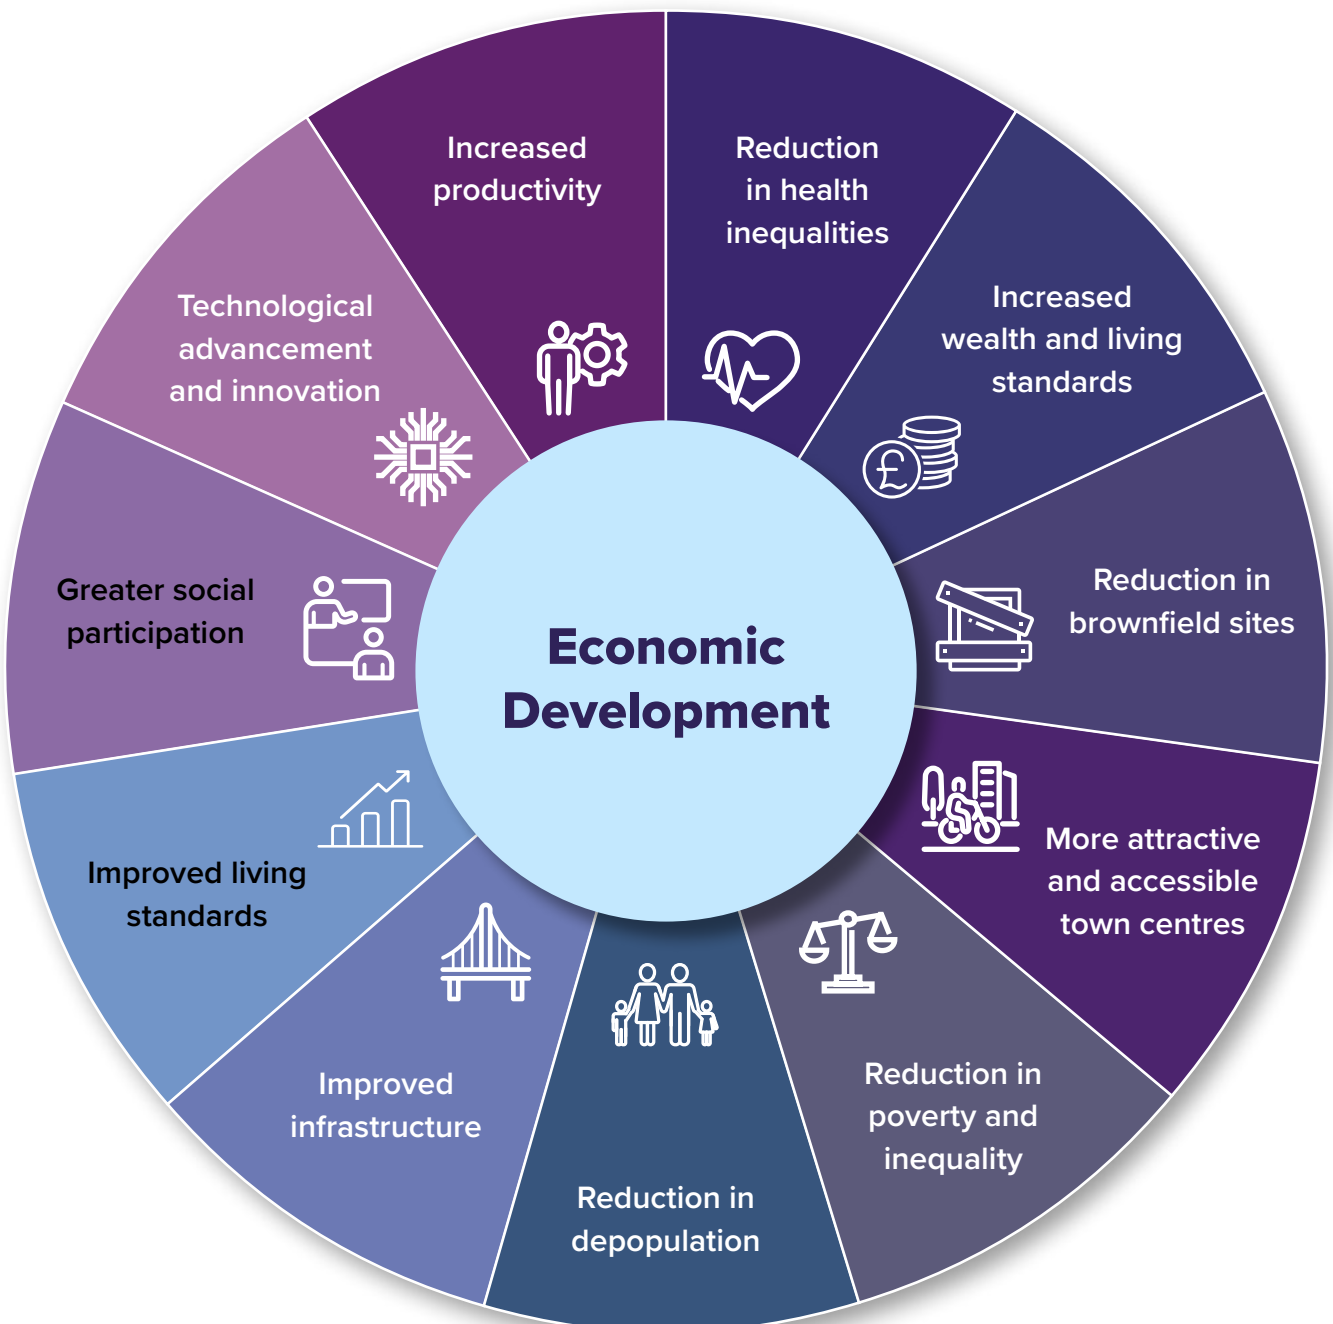 Increased
productivity
Reduction
in health
inequalities
Increased
wealth and living
standards
Reduction in
brownfield sites
More attractive
and accessible
town centres
Reduction in
poverty and
inequality
Reduction in
depopulation
Improved
infrastructure
Improved living
standards
Greater social
participation
Technological
advancement
and innovation
£
Economic
Development